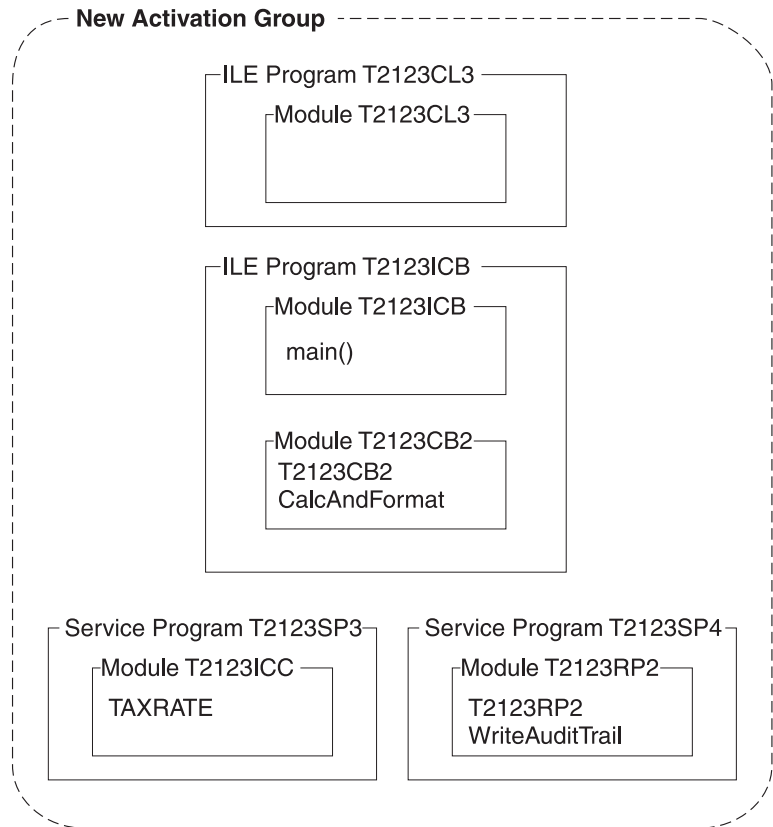 New Activation Group
ILE Program T2123CL3
Module T2123CL3
ILE Program T2123ICB
Module T2123ICB
main()
Module T2123CB2
T2123CB2
CalcAndFormat
Service Program T2123SP3
Module T2123ICC
TAXRATE
Service Program T2123SP4
Module T2123RP2
T2123RP2
WriteAuditTrail